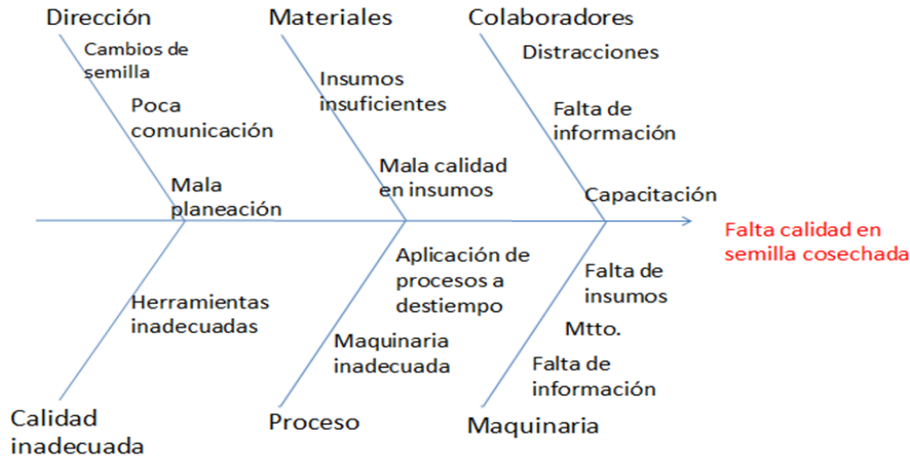 Dirección
Materiales
Colaboradores
Cambios de
semilla
Poca
comunicación
Mala
planeación
Insumos
insuficientes
Mala calidad
en insumos
Distracciones
Falta de
información
Capacitación
Falta calidad en
semilla cosechada
Herramientas
inadecuadas
Calidad
inadecuada
Aplicación de
procesos a
destiempo
Maquinaria
inadecuada
Proceso
Falta de
insumos
Mtto.
Falta de
información
Maquinaria